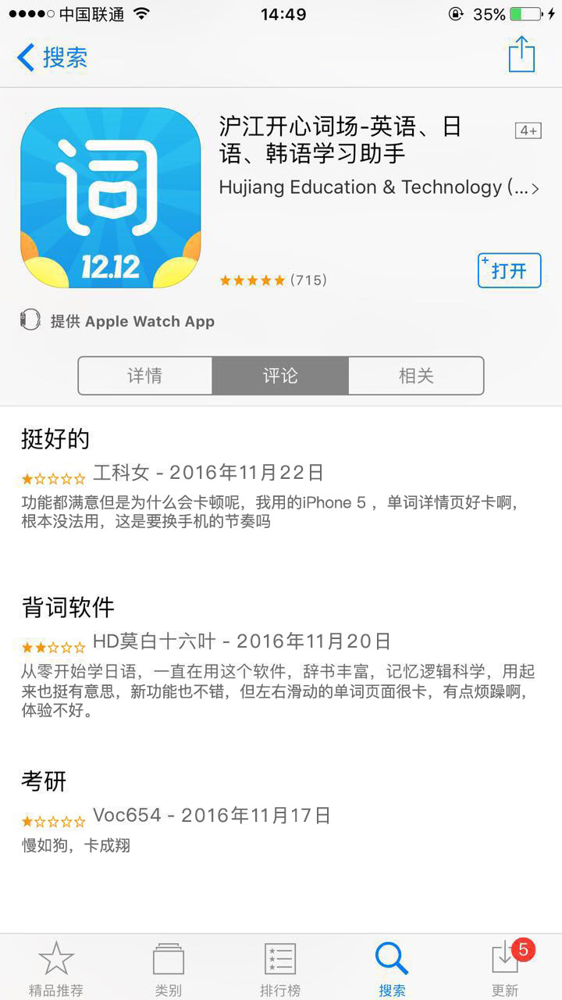 中国联通 14:49 35%
搜索
词
12.12
沪江开心词场-英语、日
语、韩语学习助手
4+
Hujiang Education & Technology (...
(715)
+打开
提供 Apple Watch App
详情 评论 相关
挺好的
工科女 - 2016年11月22日
功能都满意但是为什么会卡顿呢，我用的iPhone 5 ，单词详情页好卡啊，
根本没法用，这是要换手机的节奏吗
背词软件
HD莫白十六叶 - 2016年11月20日
从零开始学日语，一直在用这个软件，辞书丰富，记忆逻辑科学，用起
来也挺有意思，新功能也不错，但左右滑动的单词页面很卡，有点烦躁啊，
体验不好。
考研
Voc654 - 2016年11月17日
慢如狗，卡成翔
5
精品推荐 类别 排行榜 搜索 更新